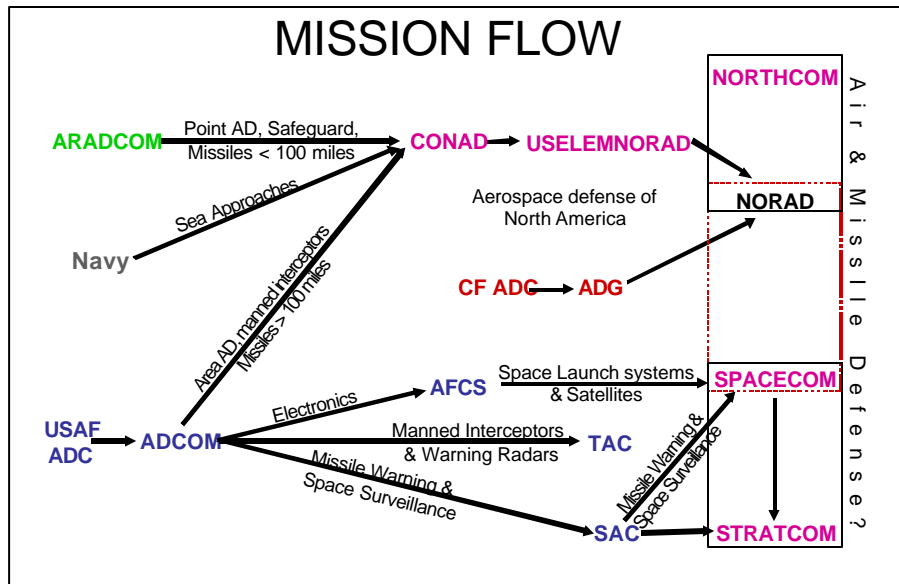 MISSION FLOW
NORTHCOM
Point AD, Safeguard,
ARADCOM
Missiles < 100 miles
CONAD
USELEMNORAD
Sea Approaches
Aerospace defense of
North America
NORAD
Navy
Area AD, manned interceptors
Missiles > 100 miles
CF ADC
ADG
Space Launch systems
& Satellites
AFCS
SPACECOM
Electronics
USAF
ADC
ADCOM
Manned Interceptors
& Warning Radars
TAC
Missile Warning &
Space Surveillance
Missile Warning &
Space Surveillance
SAC
STRATCOM
Air & Missile Defense?